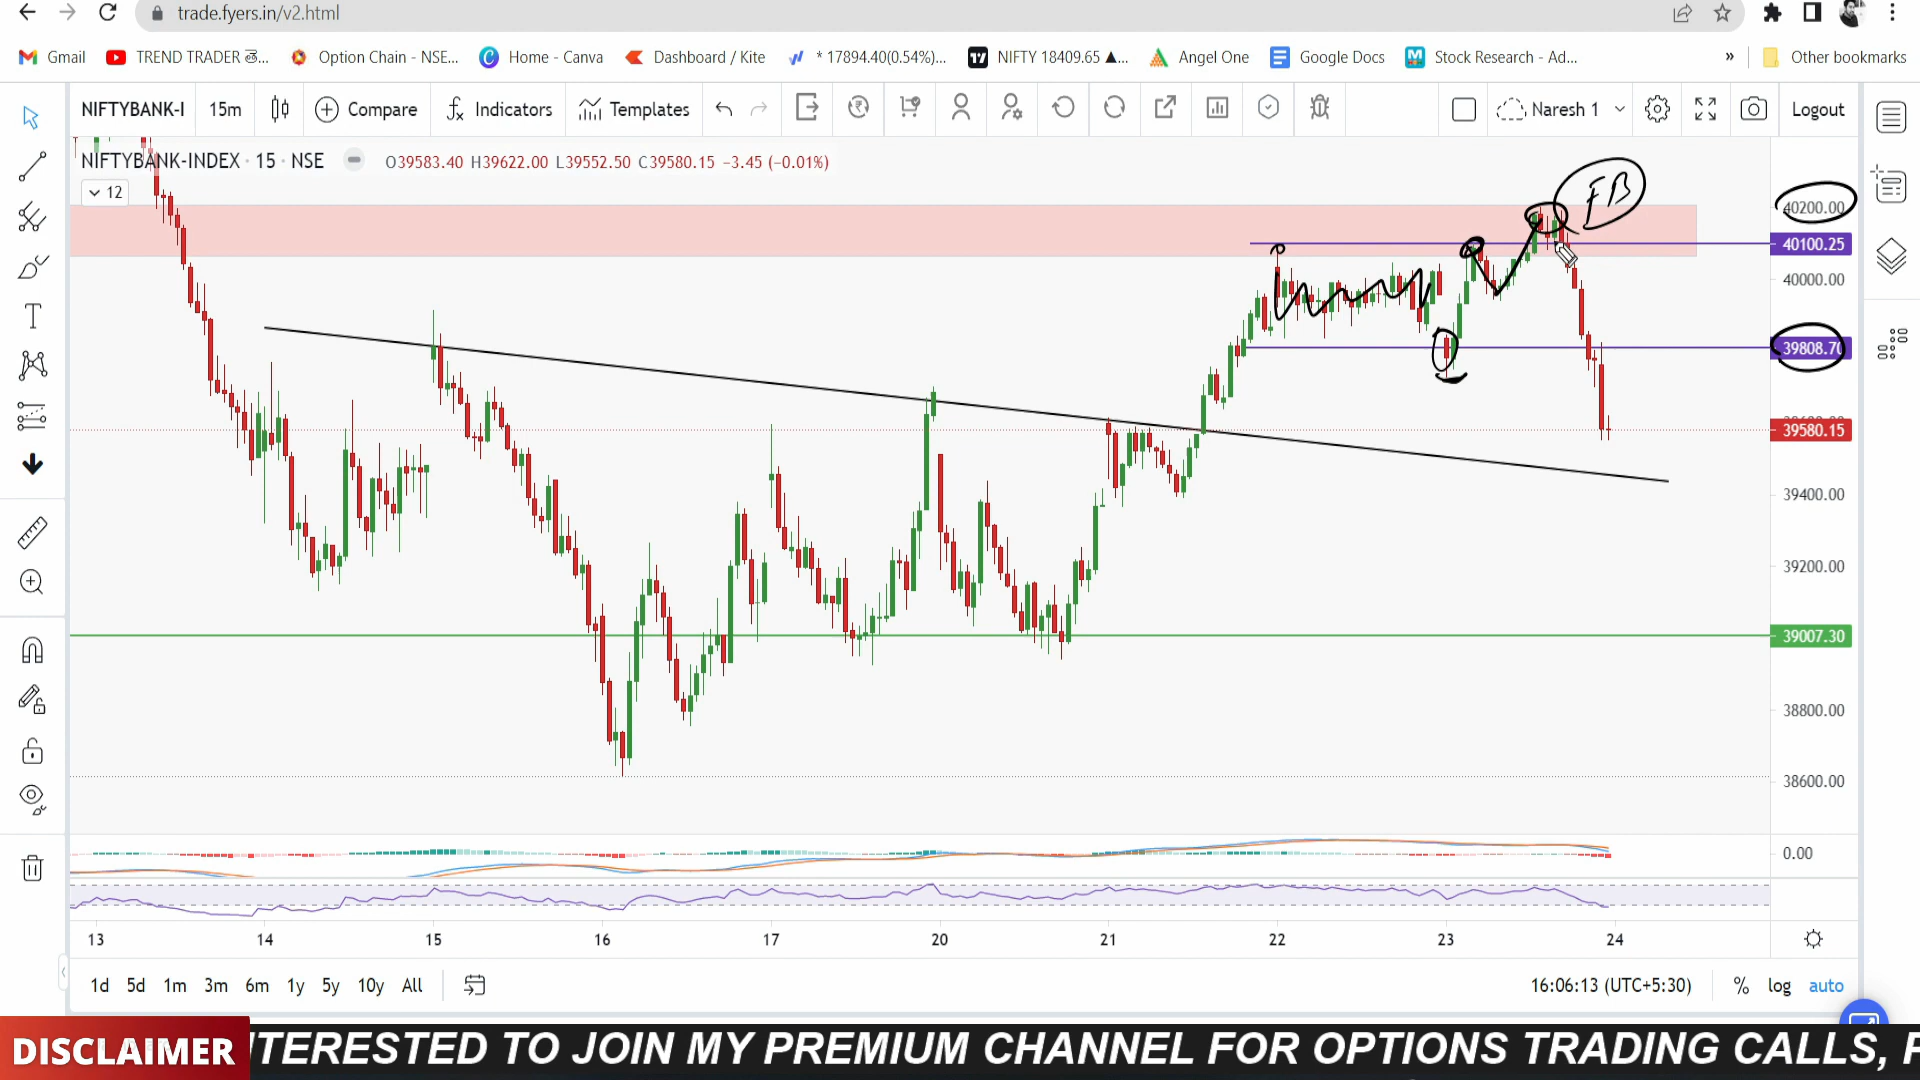 trade.fyers.in/v2.html
Gmail
TREND TRADER తె...
Option Chain - NSE...
Home - Canva
Dashboard / Kite
* 17894.40(0.54%)...
NIFTY 18409.65 ▲...
Angel One
Google Docs
Stock Research - Ad...
»
Other bookmarks
NIFTYBANK-I
15m
Compare
Indicators
Templates
Naresh 1
Logout
NIFTYBANK-INDEX · 15 · NSE
O39583.40 H39622.00 L39552.50 C39580.15 −3.45 (−0.01%)
12
FB
40200.00
40100.25
40000.00
39808.70
39580.15
39400.00
39200.00
39007.30
38800.00
38600.00
0.00
13 14 15 16 17 20 21 22 23 24
1d 5d 1m 3m 6m 1y 5y 10y All
16:06:13 (UTC+5:30) % log auto
DISCLAIMER
TERESTED TO JOIN MY PREMIUM CHANNEL FOR OPTIONS TRADING CALLS,